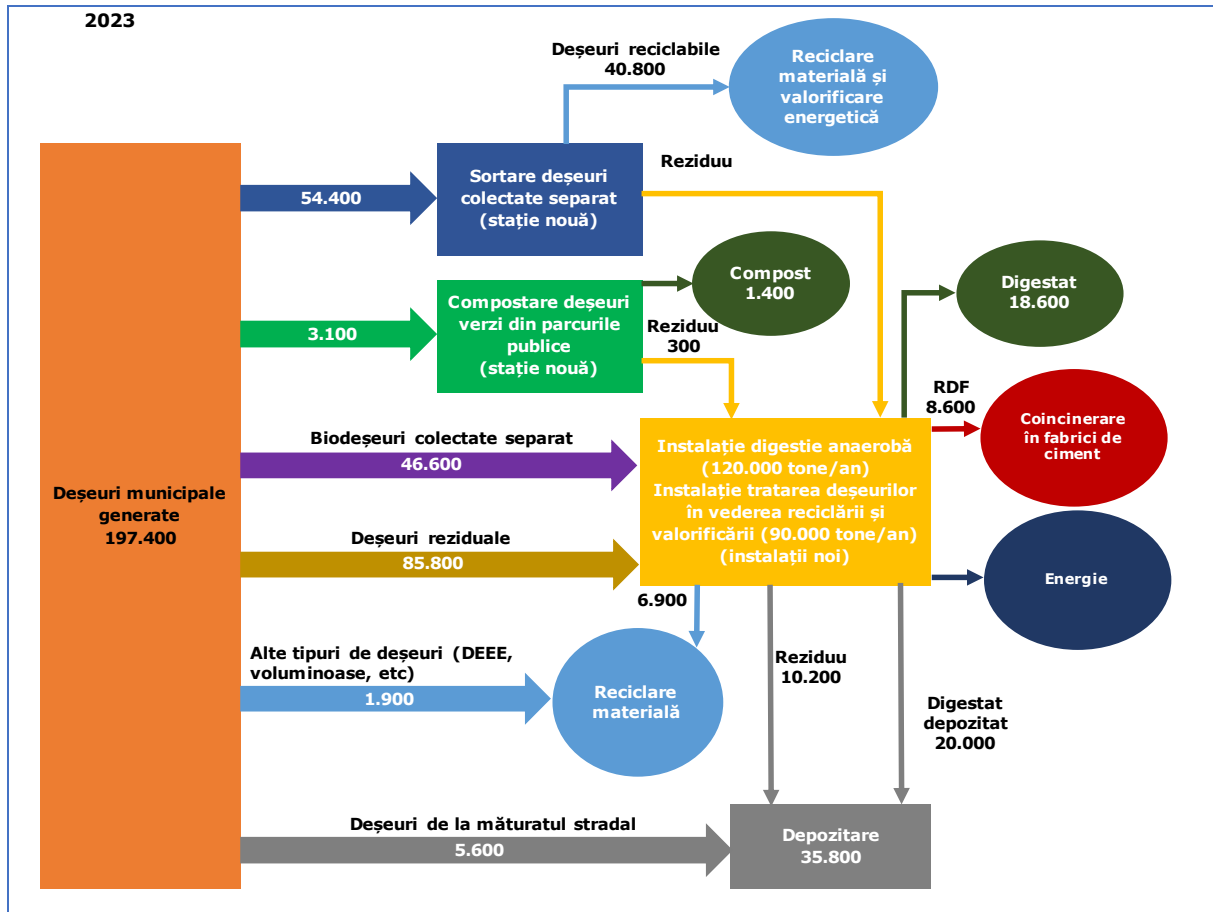 2023
Deșeuri reciclabile
40.800
Reciclare
materială și
valorificare
energetică
Sortare deșeuri
colectate separat
(stație nouă)
Reziduu
54.400
Compost
1.400
Digestat
18.600
Compostare deșeuri
verzi din parcurile
publice
(stație nouă)
Reziduu
300
3.100
RDF
8.600
Coincinerare
în fabrici de
ciment
Biodeșeuri colectate separat
46.600
Instalație digestie anaerobă
(120.000 tone/an)
Instalație tratarea deșeurilor
în vederea reciclării și
valorificării (90.000 tone/an)
(instalații noi)
Deșeuri municipale
generate
197.400
Deșeuri reziduale
85.800
Energie
6.900
Alte tipuri de deșeuri (DEEE,
voluminoase, etc)
1.900
Reciclare
materială
Reziduu
10.200
Digestat
depozitat
20.000
Deșeuri de la măturatul stradal
5.600
Depozitare
35.800